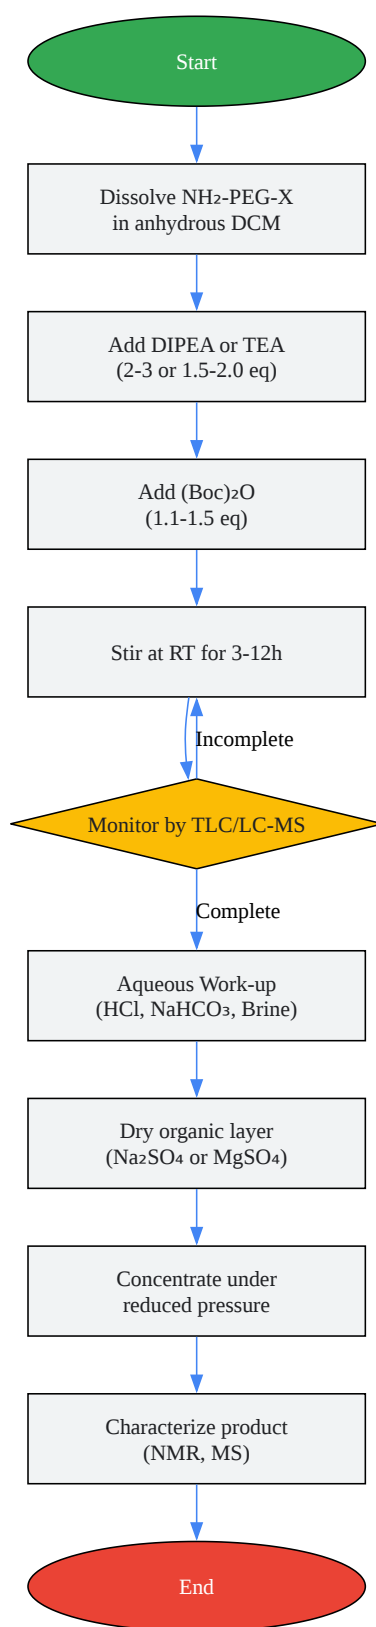 Start
Dissolve NH₂-PEG-X
in anhydrous DCM
Add DIPEA or TEA
(2-3 or 1.5-2.0 eq)
Add (Boc)₂O
(1.1-1.5 eq)
Stir at RT for 3-12h
Incomplete
Monitor by TLC/LC-MS
Complete
Aqueous Work-up
(HCl, NaHCO₃, Brine)
Dry organic layer
(Na₂SO₄ or MgSO₄)
Concentrate under
reduced pressure
Characterize product
(NMR, MS)
End